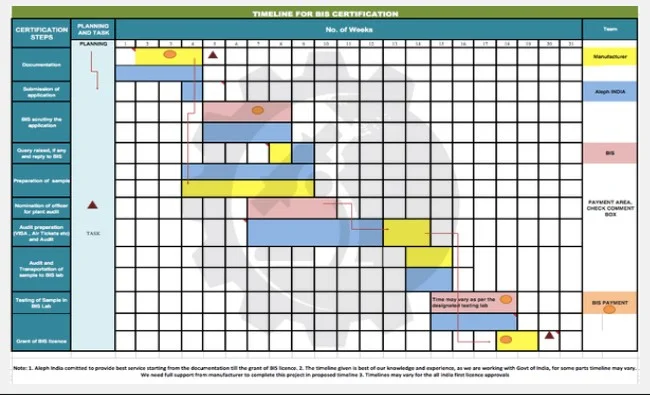 TIMELINE FOR BIS CERTIFICATION
CERTIFICATION
STEPS
PLANNING
AND TASK
No. of Weeks
Team
PLANNING
1 2 3 4 5 6 7 8 9 10 11 12 13 14 15 16 17 18 19 20 21
Documentation
Manufacturer
Submission of
application
Aleph INDIA
BIS scrutiny the
application
Query raised, if any
and reply to BIS
BIS
Preparation of sample
Nomination of officer
for plant audit
PAYMENT AREA,
CHECK COMMENT
BOX
Audit preparation
(VISA , Air Tickets etc)
and Audit
TASK
Audit and
Transportation of
sample to BIS lab
Testing of Sample in
BIS Lab
Time may vary as per the
designated testing lab
BIS PAYMENT
Grant of BIS licence
Note: 1. Aleph India comitted to provide best service starting from the documentation till the grant of BIS licence. 2. The timeline given is best of our knowledge and experience, as we are working with Govt of India, for some parts timeline may vary.
We need full support from manufacturer to complete this project in proposed timeline 3. Timelines may vary for the all india first licence approvals